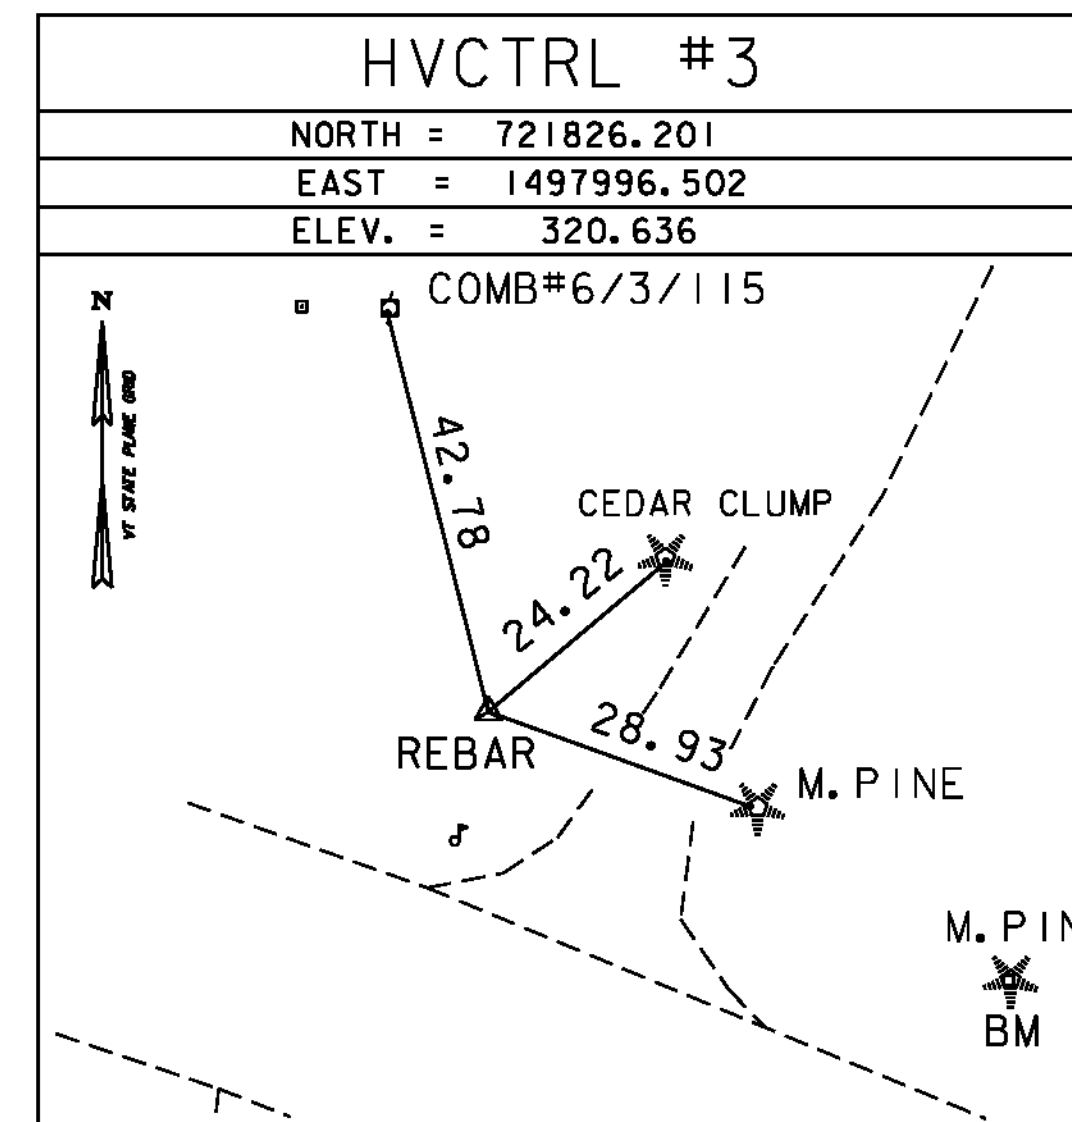 HVCTRL #3
NORTH = 721826.201
EAST = 1497996.502
ELEV. = 320.636
COMB#6/3/115
N
VT STATE PLANE GRID
42.78
CEDAR CLUMP
24.22
28.93
REBAR
M. PINE
M. PIN
BM